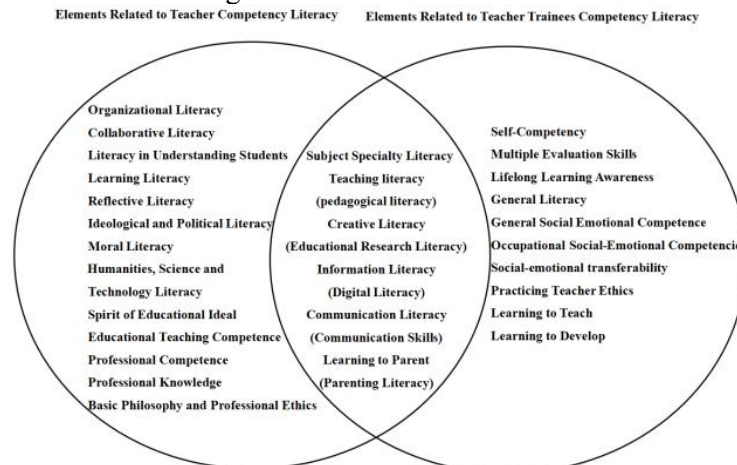 Elements Related to Teacher Competency Literacy
Elements Related to Teacher Trainees Competency Literacy
Organizational Literacy
Collaborative Literacy
Literacy in Understanding Students
Learning Literacy
Reflective Literacy
Ideological and Political Literacy
Moral Literacy
Humanities, Science and
Technology Literacy
Spirit of Educational Ideal
Educational Teaching Competence
Professional Competence
Professional Knowledge
Basic Philosophy and Professional Ethics
Subject Specialty Literacy
Teaching literacy
(pedagogical literacy)
Creative Literacy
(Educational Research Literacy)
Information Literacy
(Digital Literacy)
Communication Literacy
(Communication Skills)
Learning to Parent
(Parenting Literacy)
Self-Competency
Multiple Evaluation Skills
Lifelong Learning Awareness
General Literacy
General Social Emotional Competence
Occupational Social-Emotional Competencie
Social-emotional transferability
Practicing Teacher Ethics
Learning to Teach
Learning to Develop